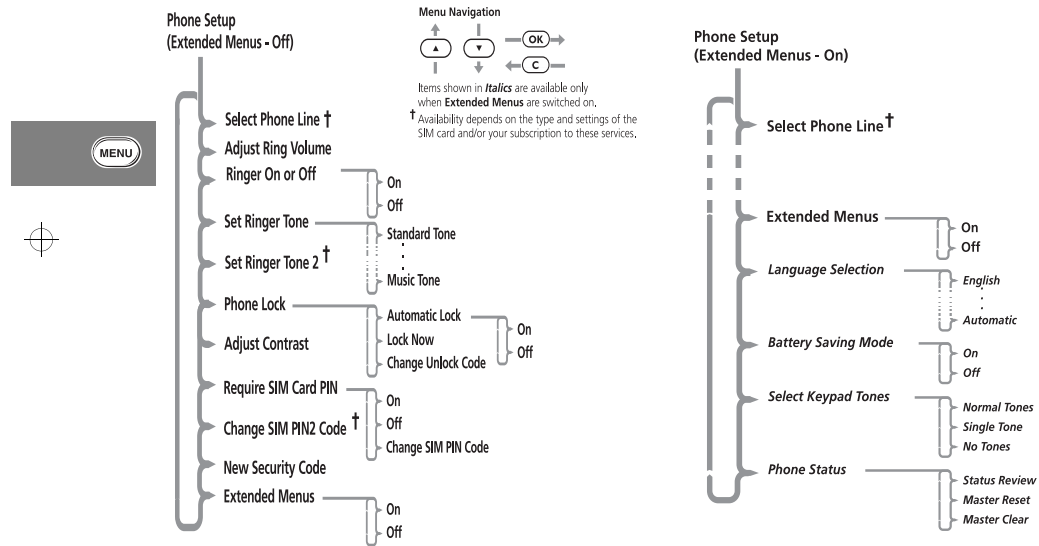 Phone Setup
(Extended Menus - Off)
Select Phone Line †
Adjust Ring Volume
Ringer On or Off
On
Off
Set Ringer Tone
Standard Tone
Set Ringer Tone 2 †
Music Tone
Phone Lock
Automatic Lock
On
Off
Lock Now
Change Unlock Code
Adjust Contrast
Require SIM Card PIN
On
Off
Change SIM PIN Code
Change SIM PIN2 Code †
New Security Code
Extended Menus
On
Off
MENU
Menu Navigation
OK
C
Items shown in Italics are available only
when Extended Menus are switched on.
† Availability depends on the type and settings of the
SIM card and/or your subscription to these services.
Phone Setup
(Extended Menus - On)
Select Phone Line†
Extended Menus
On
Off
Language Selection
English
Automatic
Battery Saving Mode
On
Off
Select Keypad Tones
Normal Tones
Single Tone
No Tones
Phone Status
Status Review
Master Reset
Master Clear